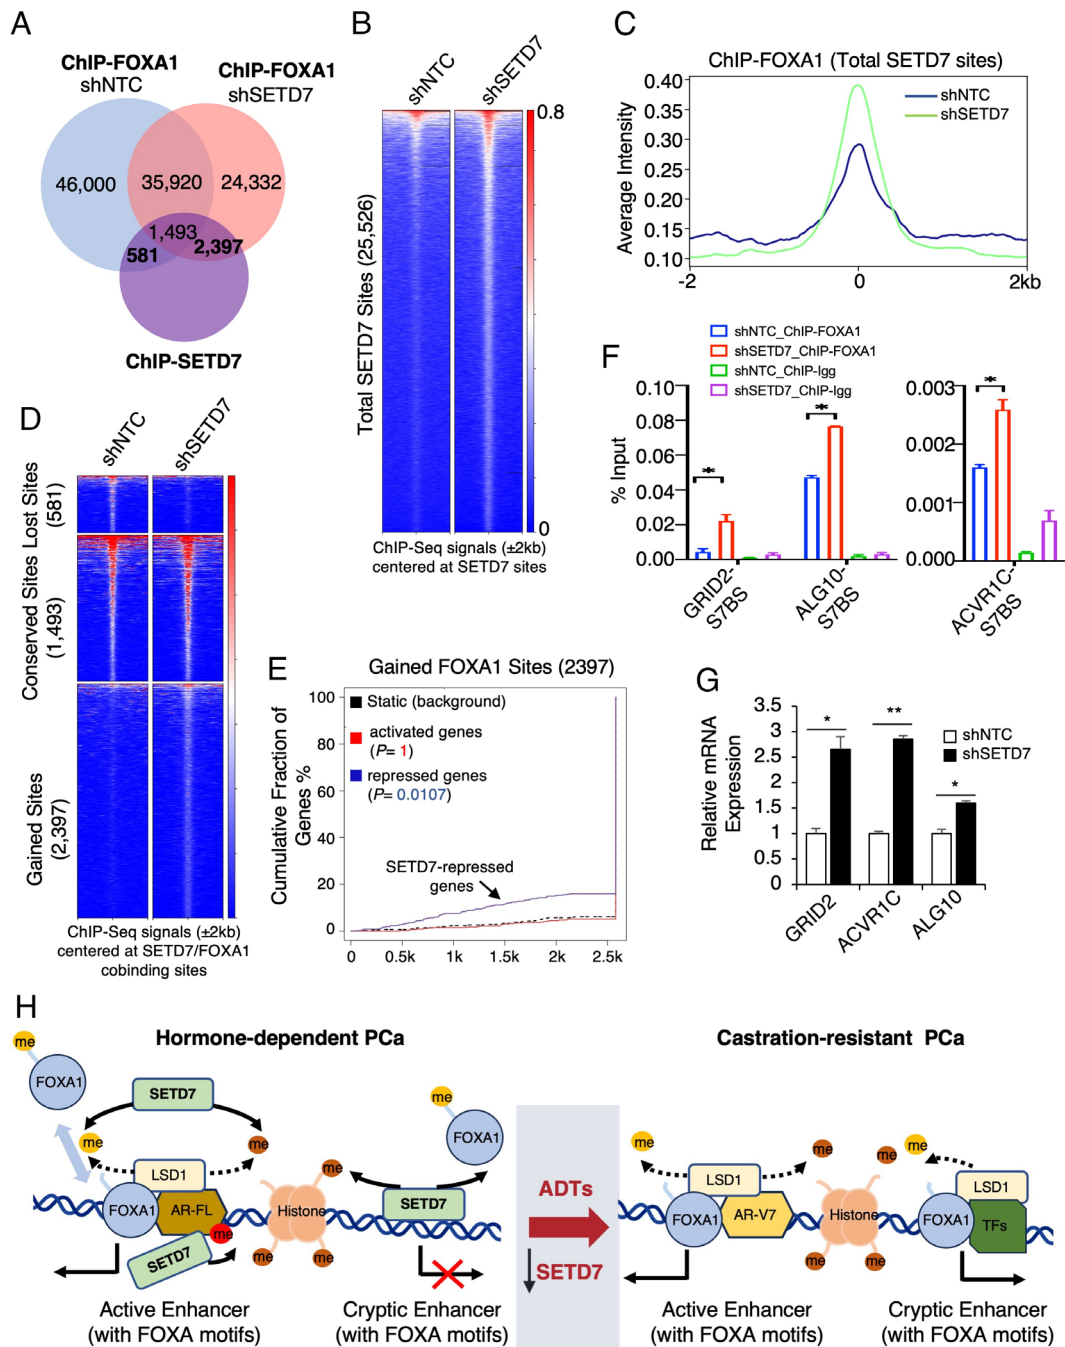 A
ChIP-FOXA1
shNTC
ChIP-FOXA1
shSETD7
46,000
35,920
24,332
1,493
581
2,397
ChIP-SETD7
B
shNTC
shSETD7
0.8
Total SETD7 Sites (25,526)
0
ChIP-Seq signals (±2kb)
centered at SETD7 sites
C
ChIP-FOXA1 (Total SETD7 sites)
Average Intensity
0.40
0.35
0.30
0.25
0.20
0.15
0.10
shNTC
shSETD7
-2
0
2kb
D
shNTC
shSETD7
Lost Sites
(581)
Conserved Sites
(1,493)
Gained Sites
(2,397)
ChIP-Seq signals (±2kb)
centered at SETD7/FOXA1
cobinding sites
E
Gained FOXA1 Sites (2397)
Cumulative Fraction of
Genes %
100
80
60
40
20
0
Static (background)
activated genes
(P= 1)
repressed genes
(P= 0.0107)
SETD7-repressed
genes
0
0.5k
1k
1.5k
2k
2.5k
F
shNTC_ChIP-FOXA1
shSETD7_ChIP-FOXA1
shNTC_ChIP-Igg
shSETD7_ChIP-Igg
% Input
0.10
0.08
0.06
0.04
0.02
0.00
*
*
GRID2-
S7BS
ALG10-
S7BS
0.003
0.002
0.001
0.000
*
ACVR1C-
S7BS
G
Relative mRNA
Expression
3.5
3
2.5
2
1.5
1
0.5
0
*
**
*
shNTC
shSETD7
GRID2
ACVR1C
ALG10
H
Hormone-dependent PCa
Castration-resistant PCa
me
FOXA1
SETD7
me
me
LSD1
FOXA1
AR-FL
me
SETD7
me
Histone
me
me
me
FOXA1
SETD7
Active Enhancer
(with FOXA motifs)
Cryptic Enhancer
(with FOXA motifs)
ADTs
SETD7
me
me
LSD1
FOXA1
AR-V7
me
Histone
me
me
me
LSD1
FOXA1
TFs
Active Enhancer
(with FOXA motifs)
Cryptic Enhancer
(with FOXA motifs)